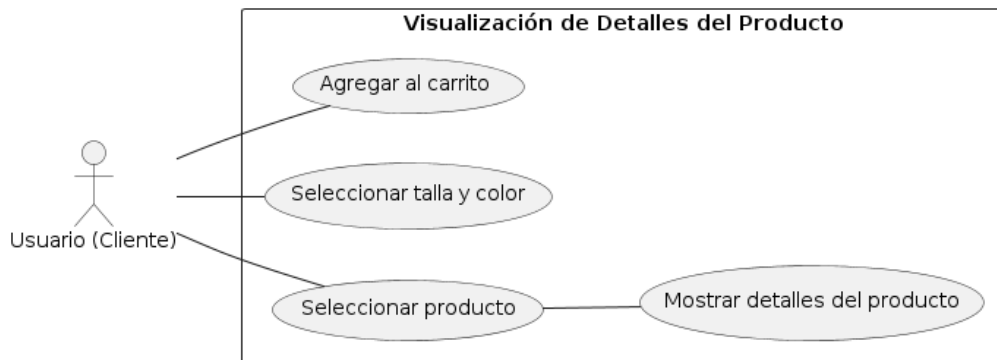 Visualización de Detalles del Producto
Agregar al carrito
Seleccionar talla y color
Usuario (Cliente)
Seleccionar producto
Mostrar detalles del producto